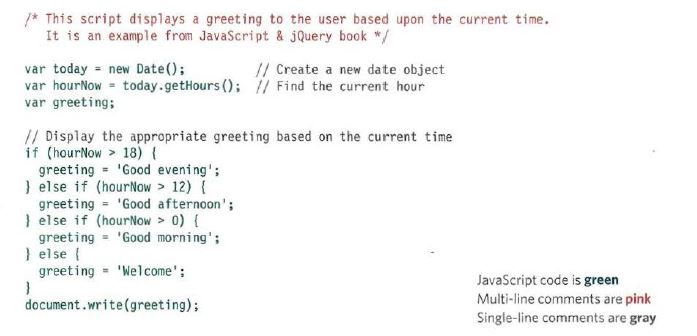 /* This script displays a greeting to the user based upon the current time.
It is an example from JavaScript & jQuery book */
var today = new Date(); // Create a new date object
var hourNow = today.getHours(); // Find the current hour
var greeting;
// Display the appropriate greeting based on the current time
if (hourNow > 18) {
greeting = 'Good evening';
} else if (hourNow > 12) {
greeting = 'Good afternoon';
} else if (hourNow > 0) {
greeting = 'Good morning';
} else {
greeting = 'Welcome';
}
document.write(greeting);
JavaScript code is green
Multi-line comments are pink
Single-line comments are gray